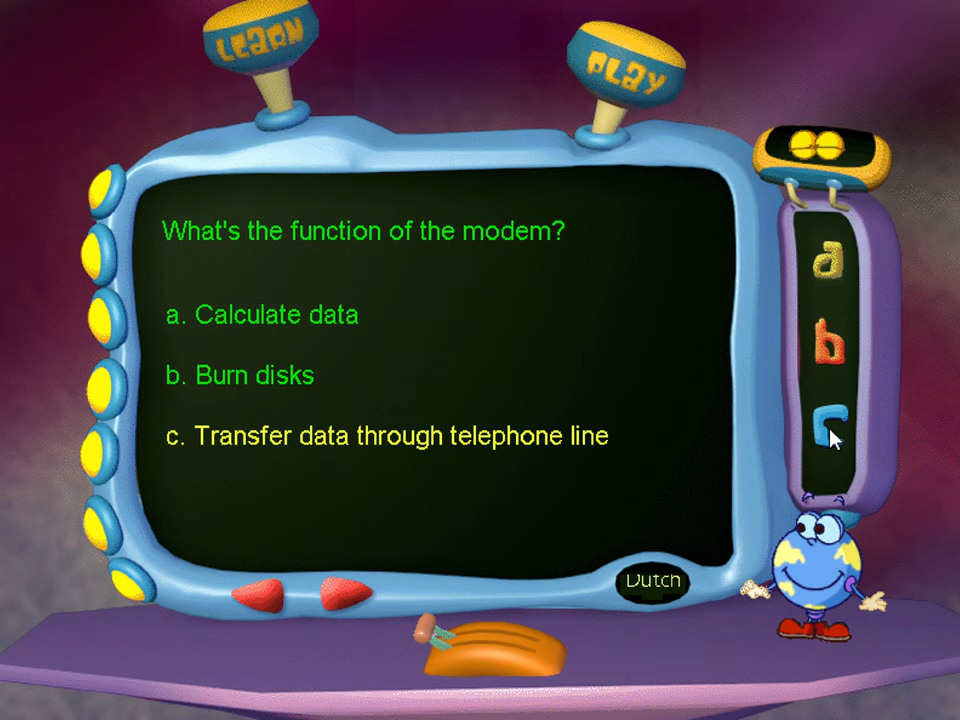 LEARN
PLAY
What's the function of the modem?
a. Calculate data
b. Burn disks
c. Transfer data through telephone line
a
b
c
Dutch